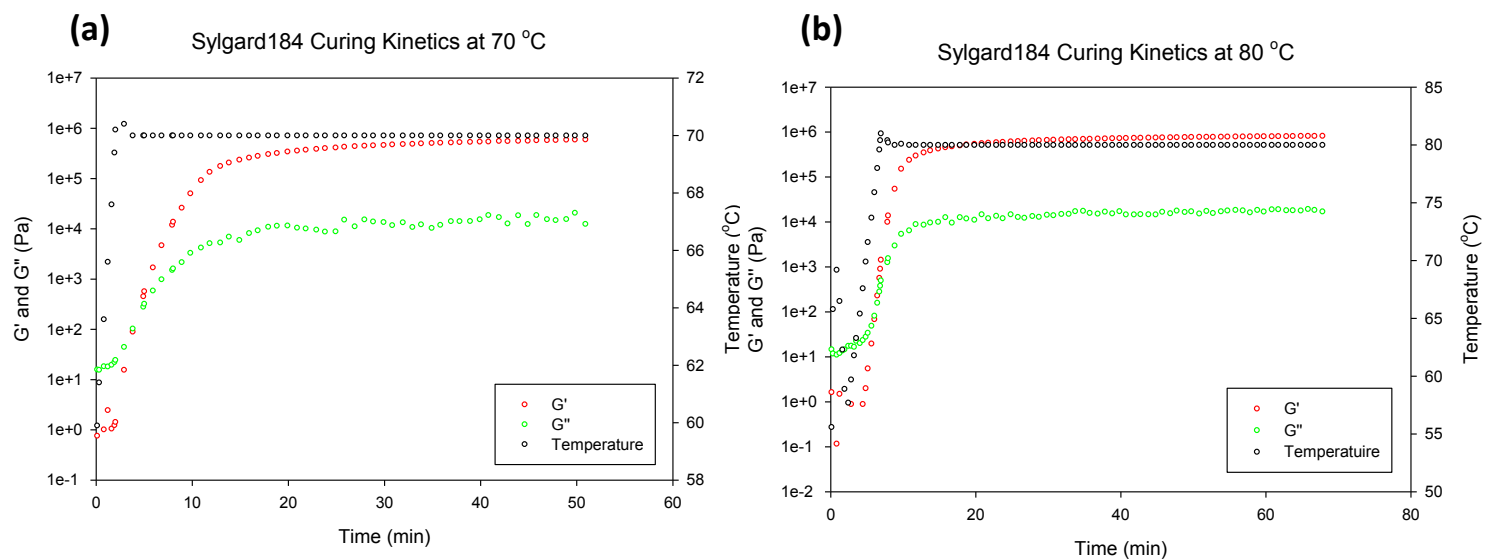 (a)
Sylgard184 Curing Kinetics at 70 °C
1e+7
1e+6
1e+5
1e+4
1e+3
1e+2
1e+1
1e+0
1e-1
G' and G" (Pa)
72
70
68
66
64
62
60
58
Temperature (°C)
0
10
20
30
40
50
60
Time (min)
G'
G"
Temperature
(b)
Sylgard184 Curing Kinetics at 80 °C
1e+7
1e+6
1e+5
1e+4
1e+3
1e+2
1e+1
1e+0
1e-1
1e-2
G' and G" (Pa)
85
80
75
70
65
60
55
50
Temperature (°C)
0
20
40
60
80
Time (min)
G'
G"
Temperatuire